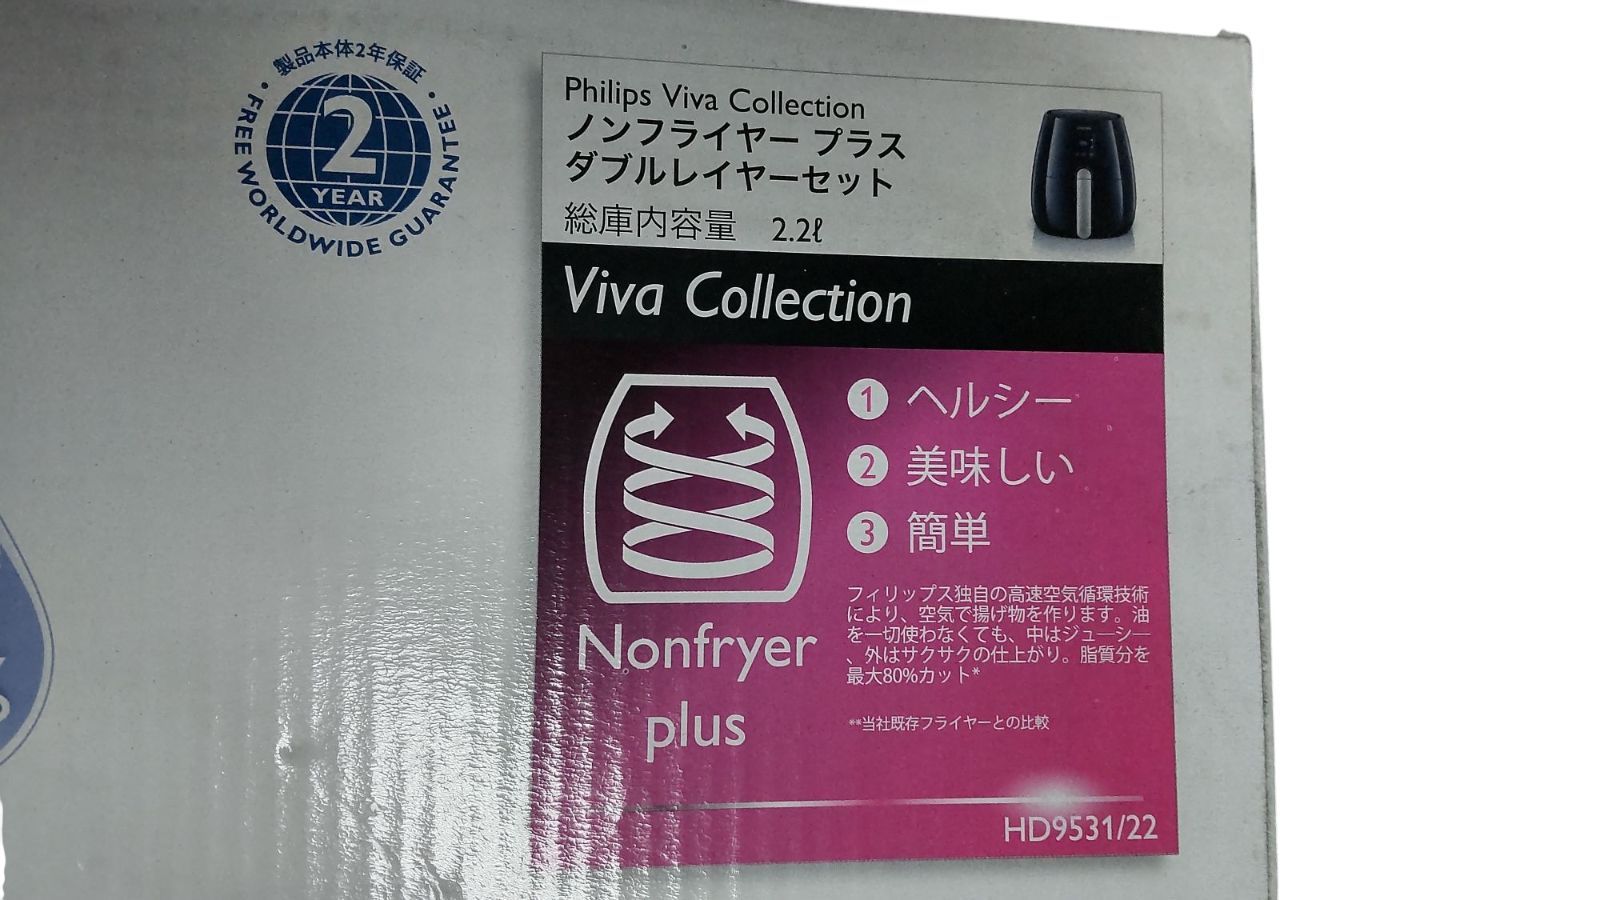 製品本体2年保証
2
YEAR
• FREE WORLDWIDE GUARANTEE •
Philips Viva Collection
ノンフライヤー プラス
ダブルレイヤーセット
総庫内容量 2.2ℓ
Viva Collection
1 ヘルシー
2 美味しい
3 簡単
フィリップス独自の高速空気循環技術
により、空気で揚げ物を作ります。油
を一切使わなくても、中はジューシー
、外はサクサクの仕上がり。脂質分を
最大80%カット*
**当社既存フライヤーとの比較
Nonfryer
plus
HD9531/22